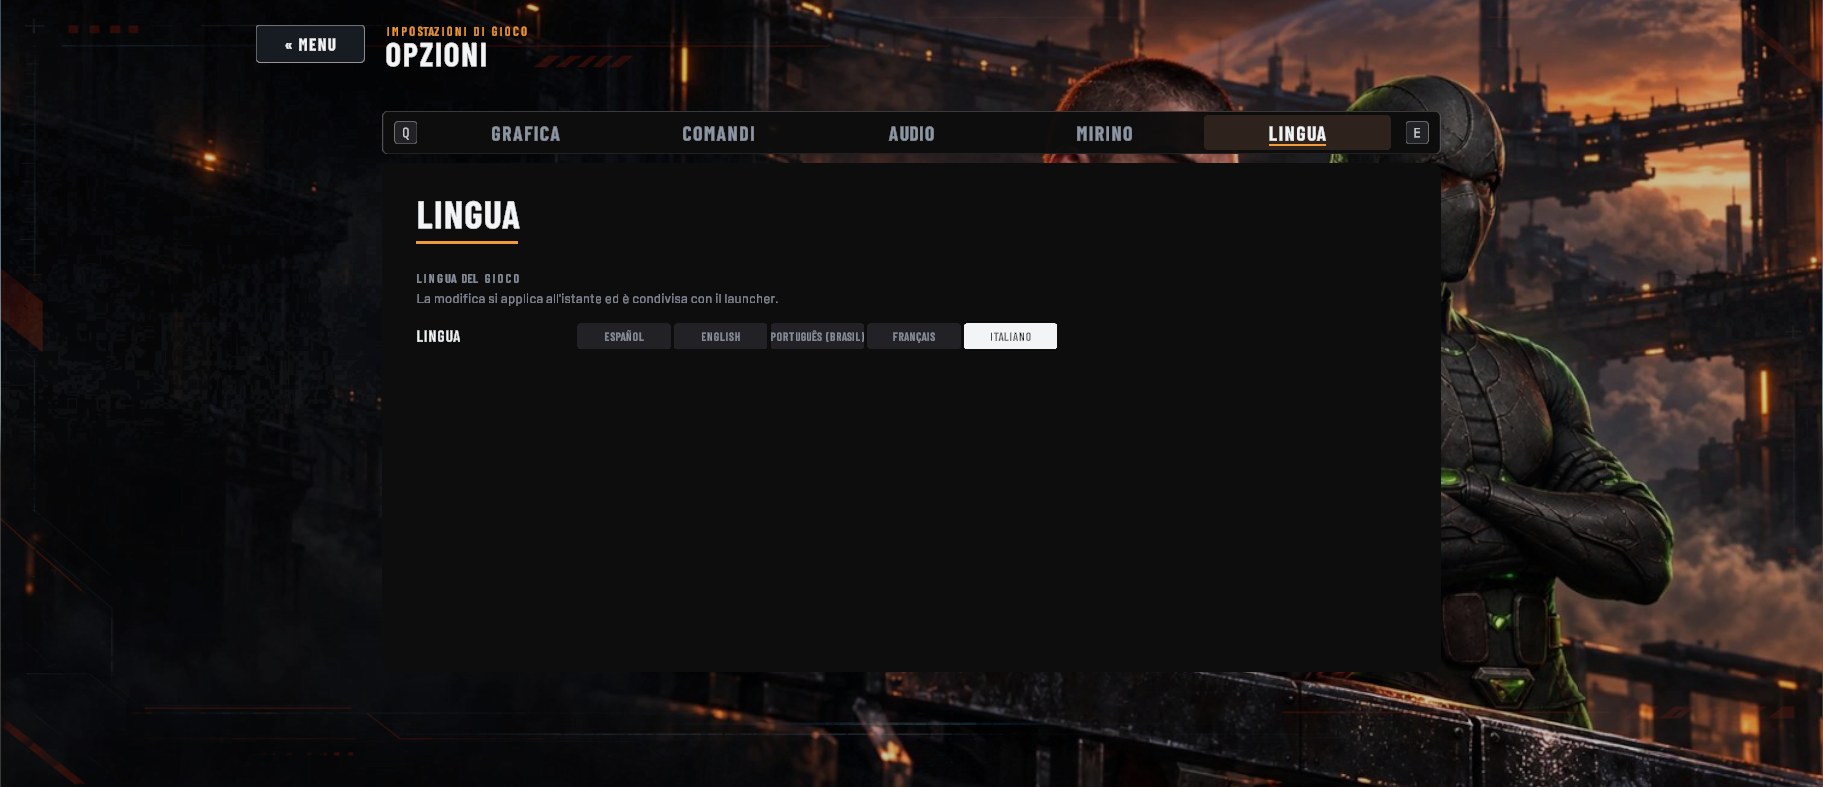 « MENU
IMPOSTAZIONI DI GIOCO
OPZIONI
Q
GRAFICA
COMANDI
AUDIO
MIRINO
LINGUA
E
LINGUA
LINGUA DEL GIOCO
La modifica si applica all'istante ed è condivisa con il launcher.
LINGUA
ESPAÑOL
ENGLISH
PORTUGUÊS (BRASIL)
FRANÇAIS
ITALIANO